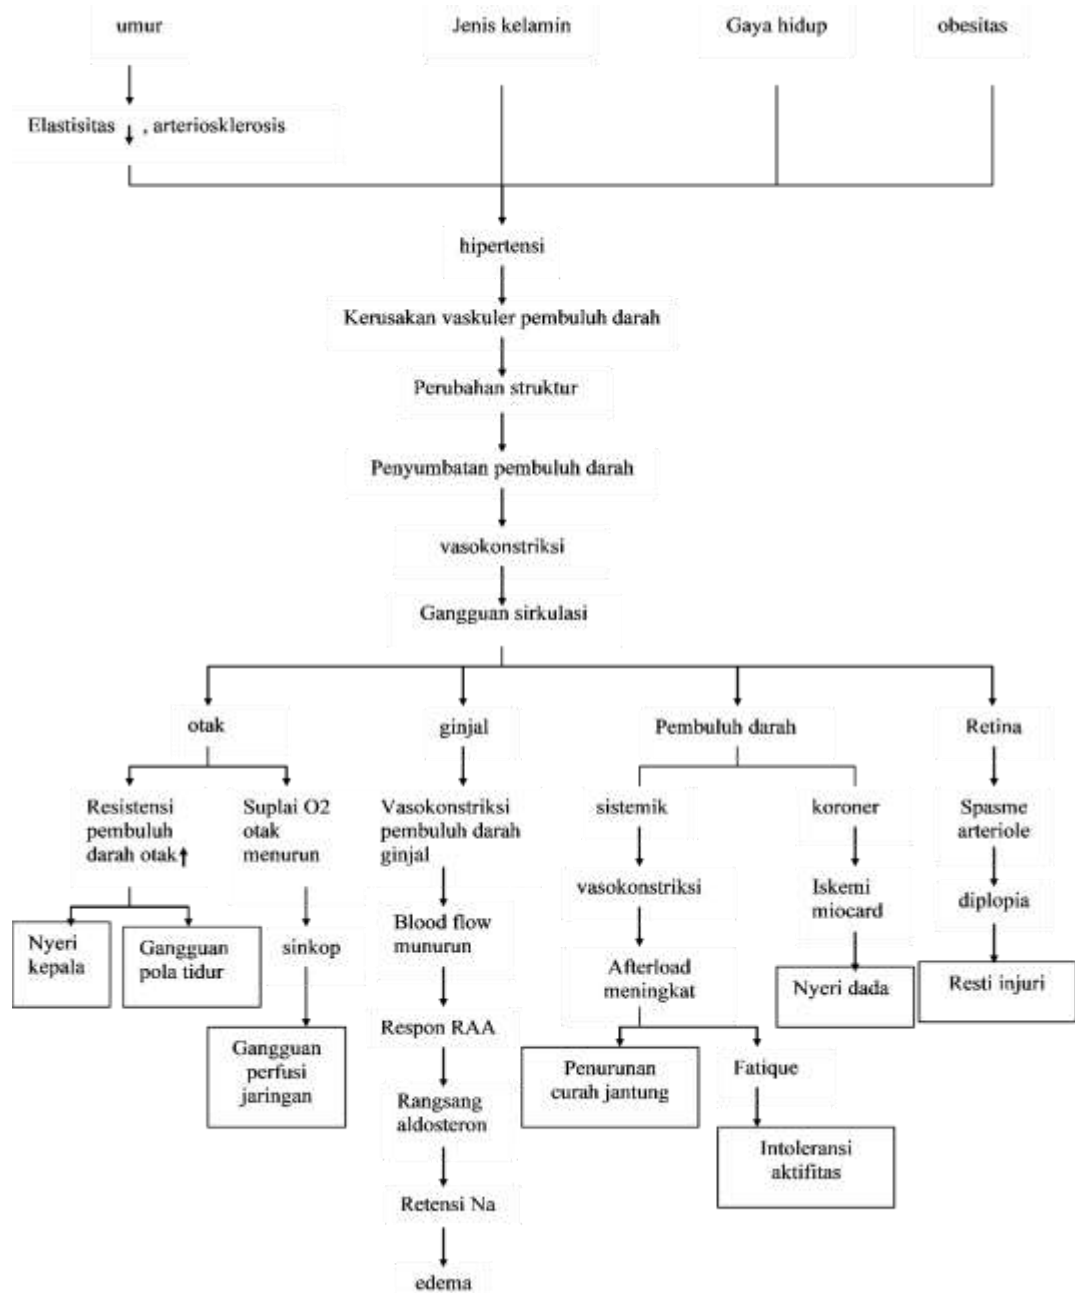 umur
Jenis kelamin
Gaya hidup
obesitas
Elastisitas ↓ , arteriosklerosis
hipertensi
Kerusakan vaskuler pembuluh darah
Perubahan struktur
Penyumbatan pembuluh darah
vasokonstriksi
Gangguan sirkulasi
otak
ginjal
Pembuluh darah
Retina
Resistensi
pembuluh
darah otak↑
Suplai O2
otak
menurun
Vasokonstriksi
pembuluh darah
ginjal
sistemik
koroner
Spasme
arteriole
vasokonstriksi
Iskemi
miocard
diplopia
Nyeri
kepala
Gangguan
pola tidur
sinkop
Blood flow
munurun
Afterload
meningkat
Nyeri dada
Resti injuri
Gangguan
perfusi
jaringan
Respon RAA
Penurunan
curah jantung
Fatique
Rangsang
aldosteron
Intoleransi
aktifitas
Retensi Na
edema